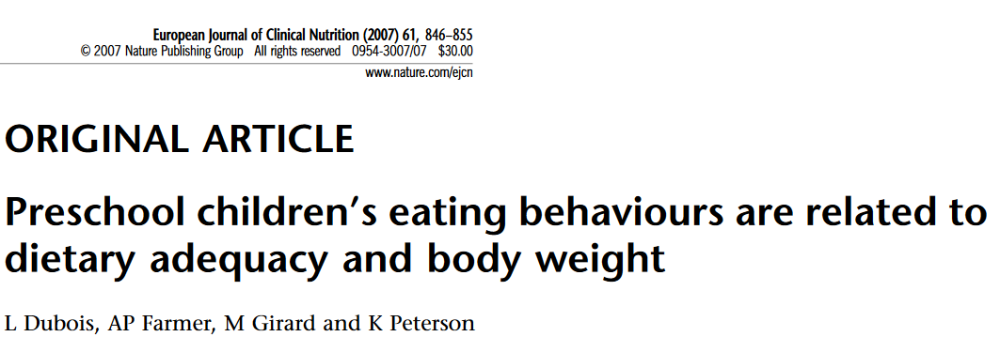 European Journal of Clinical Nutrition (2007) 61, 846–855
© 2007 Nature Publishing Group All rights reserved 0954-3007/07 $30.00
www.nature.com/ejcn
ORIGINAL ARTICLE
Preschool children’s eating behaviours are related to
dietary adequacy and body weight
L Dubois, AP Farmer, M Girard and K Peterson